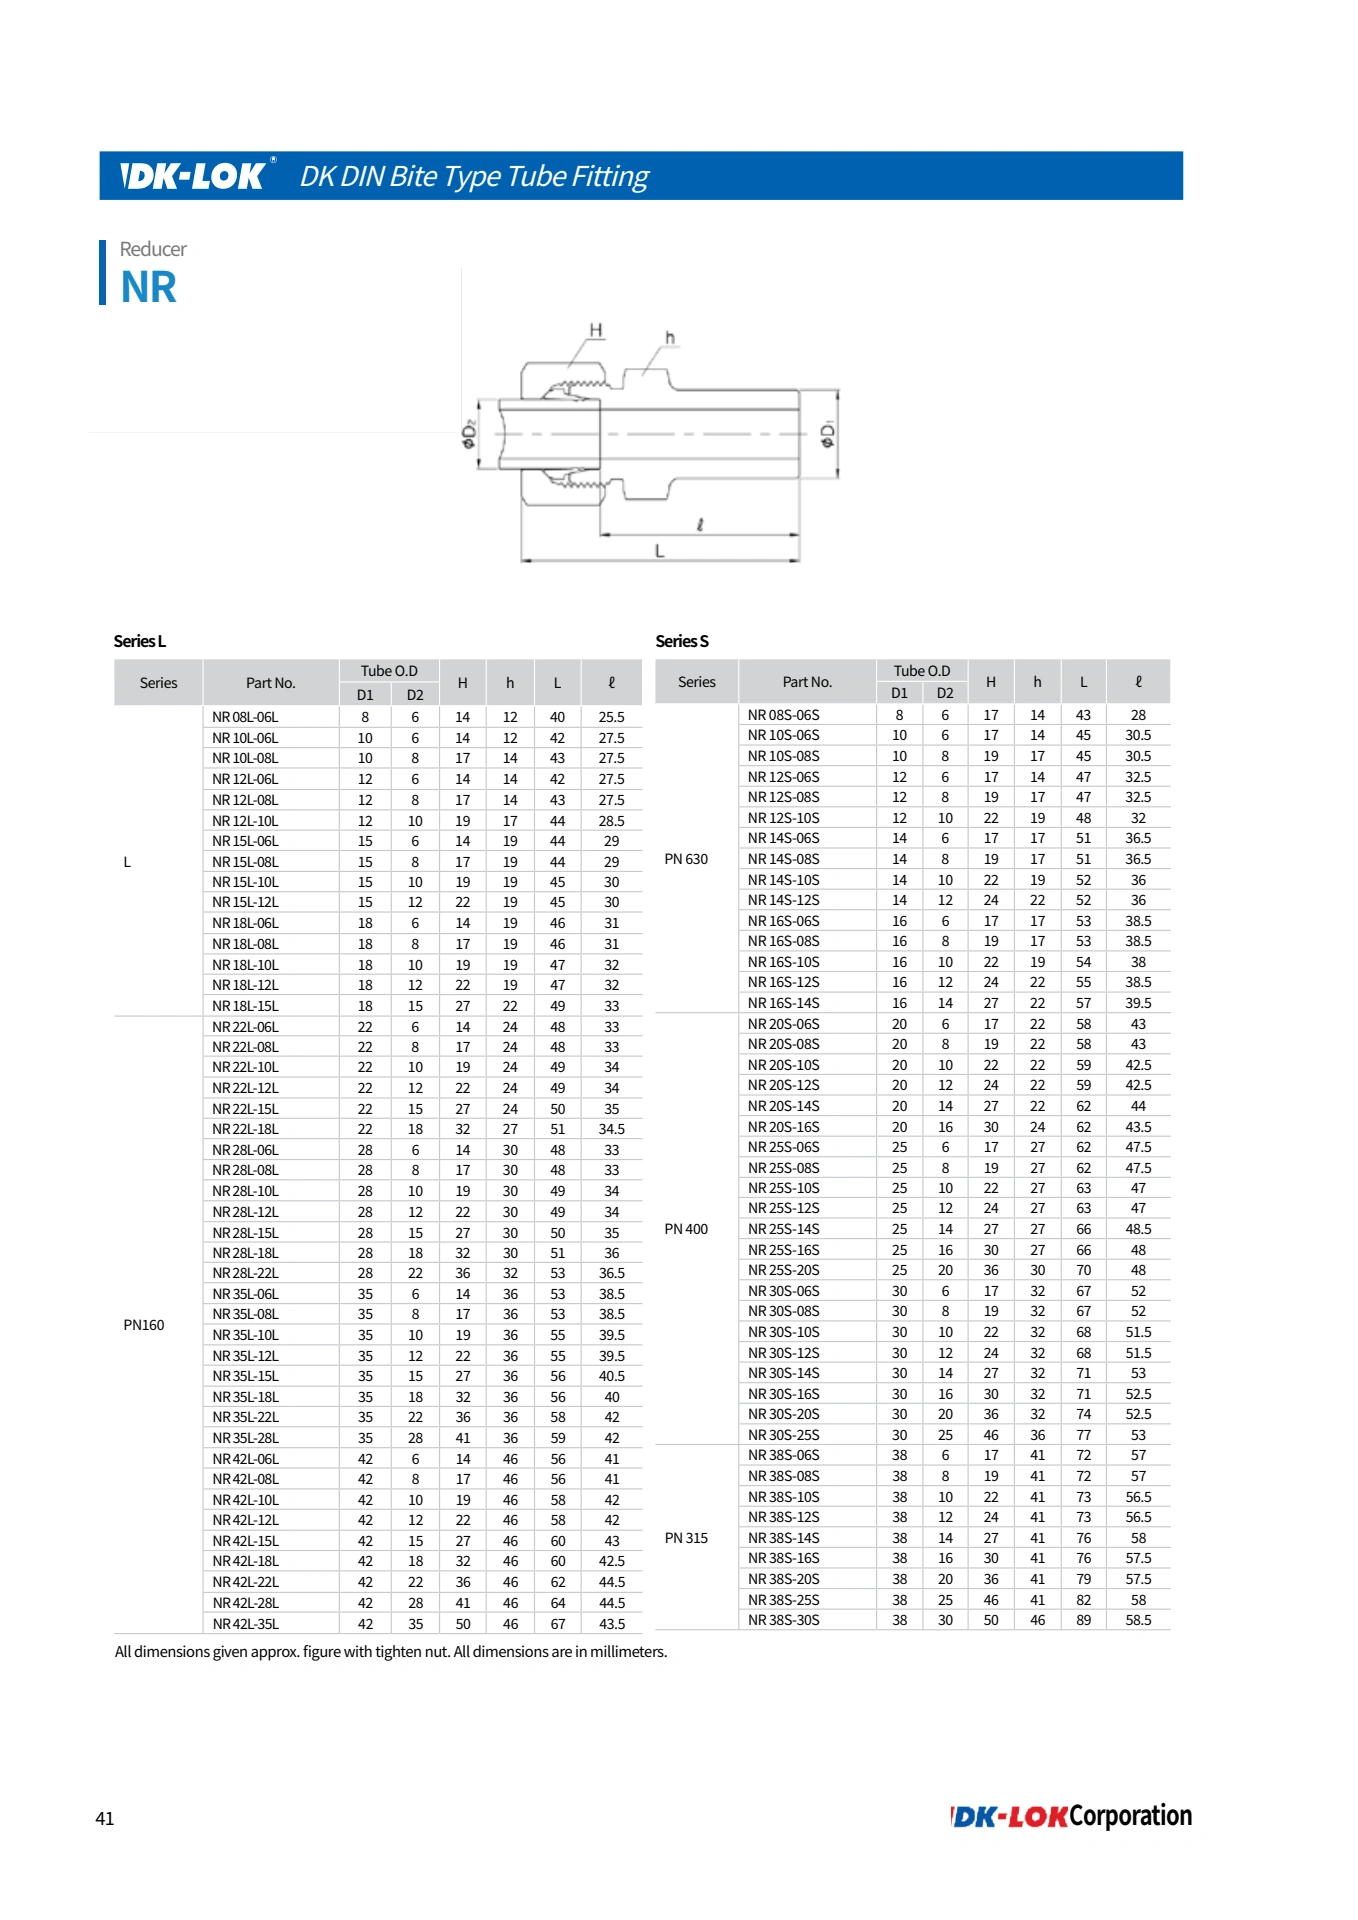 DK-LOK® DK DIN Bite Type Tube Fitting
Reducer
NR
H
h
øD2
øD1
ℓ
L
Series L
Series Part No. Tube O.D H h L ℓ
D1 D2
NR 08L-06L 8 6 14 12 40 25.5
NR 10L-06L 10 6 14 12 42 27.5
NR 10L-08L 10 8 17 14 43 27.5
NR 12L-06L 12 6 14 14 42 27.5
NR 12L-08L 12 8 17 14 43 27.5
NR 12L-10L 12 10 19 17 44 28.5
NR 15L-06L 15 6 14 19 44 29
L NR 15L-08L 15 8 17 19 44 29
NR 15L-10L 15 10 19 19 45 30
NR 15L-12L 15 12 22 19 45 30
NR 18L-06L 18 6 14 19 46 31
NR 18L-08L 18 8 17 19 46 31
NR 18L-10L 18 10 19 19 47 32
NR 18L-12L 18 12 22 19 47 32
NR 18L-15L 18 15 27 22 49 33
NR 22L-06L 22 6 14 24 48 33
NR 22L-08L 22 8 17 24 48 33
NR 22L-10L 22 10 19 24 49 34
NR 22L-12L 22 12 22 24 49 34
NR 22L-15L 22 15 27 24 50 35
NR 22L-18L 22 18 32 27 51 34.5
NR 28L-06L 28 6 14 30 48 33
NR 28L-08L 28 8 17 30 48 33
NR 28L-10L 28 10 19 30 49 34
NR 28L-12L 28 12 22 30 49 34
NR 28L-15L 28 15 27 30 50 35
NR 28L-18L 28 18 32 30 51 36
NR 28L-22L 28 22 36 32 53 36.5
NR 35L-06L 35 6 14 36 53 38.5
NR 35L-08L 35 8 17 36 53 38.5
PN160 NR 35L-10L 35 10 19 36 55 39.5
NR 35L-12L 35 12 22 36 55 39.5
NR 35L-15L 35 15 27 36 56 40.5
NR 35L-18L 35 18 32 36 56 40
NR 35L-22L 35 22 36 36 58 42
NR 35L-28L 35 28 41 36 59 42
NR 42L-06L 42 6 14 46 56 41
NR 42L-08L 42 8 17 46 56 41
NR 42L-10L 42 10 19 46 58 42
NR 42L-12L 42 12 22 46 58 42
NR 42L-15L 42 15 27 46 60 43
NR 42L-18L 42 18 32 46 60 42.5
NR 42L-22L 42 22 36 46 62 44.5
NR 42L-28L 42 28 41 46 64 44.5
NR 42L-35L 42 35 50 46 67 43.5
Series S
Series Part No. Tube O.D H h L ℓ
D1 D2
NR 08S-06S 8 6 17 14 43 28
NR 10S-06S 10 6 17 14 45 30.5
NR 10S-08S 10 8 19 17 45 30.5
NR 12S-06S 12 6 17 14 47 32.5
NR 12S-08S 12 8 19 17 47 32.5
NR 12S-10S 12 10 22 19 48 32
NR 14S-06S 14 6 17 17 51 36.5
PN 630 NR 14S-08S 14 8 19 17 51 36.5
NR 14S-10S 14 10 22 19 52 36
NR 14S-12S 14 12 24 22 52 36
NR 16S-06S 16 6 17 17 53 38.5
NR 16S-08S 16 8 19 17 53 38.5
NR 16S-10S 16 10 22 19 54 38
NR 16S-12S 16 12 24 22 55 38.5
NR 16S-14S 16 14 27 22 57 39.5
NR 20S-06S 20 6 17 22 58 43
NR 20S-08S 20 8 19 22 58 43
NR 20S-10S 20 10 22 22 59 42.5
NR 20S-12S 20 12 24 22 59 42.5
NR 20S-14S 20 14 27 22 62 44
NR 20S-16S 20 16 30 24 62 43.5
NR 25S-06S 25 6 17 27 62 47.5
NR 25S-08S 25 8 19 27 62 47.5
NR 25S-10S 25 10 22 27 63 47
NR 25S-12S 25 12 24 27 63 47
PN 400 NR 25S-14S 25 14 27 27 66 48.5
NR 25S-16S 25 16 30 27 66 48
NR 25S-20S 25 20 36 30 70 48
NR 30S-06S 30 6 17 32 67 52
NR 30S-08S 30 8 19 32 67 52
NR 30S-10S 30 10 22 32 68 51.5
NR 30S-12S 30 12 24 32 68 51.5
NR 30S-14S 30 14 27 32 71 53
NR 30S-16S 30 16 30 32 71 52.5
NR 30S-20S 30 20 36 32 74 52.5
NR 30S-25S 30 25 46 36 77 53
NR 38S-06S 38 6 17 41 72 57
NR 38S-08S 38 8 19 41 72 57
NR 38S-10S 38 10 22 41 73 56.5
NR 38S-12S 38 12 24 41 73 56.5
PN 315 NR 38S-14S 38 14 27 41 76 58
NR 38S-16S 38 16 30 41 76 57.5
NR 38S-20S 38 20 36 41 79 57.5
NR 38S-25S 38 25 46 41 82 58
NR 38S-30S 38 30 50 46 89 58.5
All dimensions given approx. figure with tighten nut. All dimensions are in millimeters.
41
DK-LOK Corporation